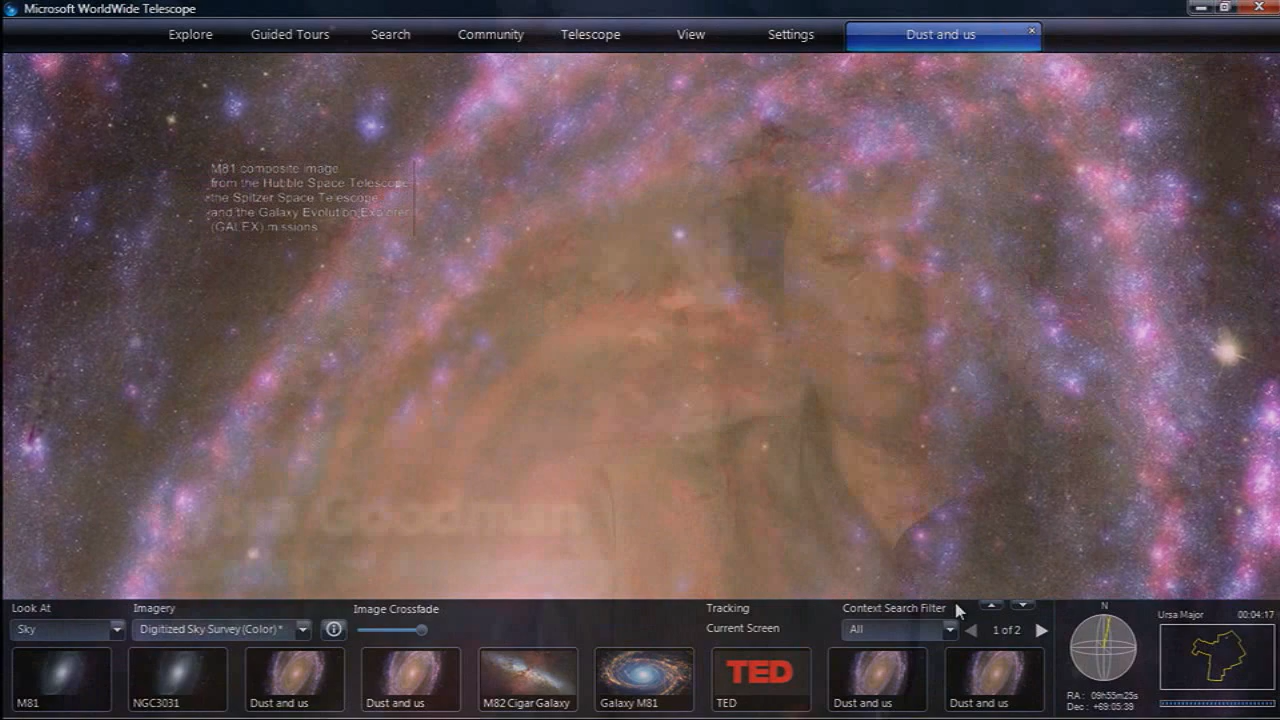 Microsoft WorldWide Telescope
Explore
Guided Tours
Search
Community
Telescope
View
Settings
Dust and us
M81 composite image
from the Hubble Space Telescope
the Spitzer Space Telescope
and the Galaxy Evolution Explorer
(GALEX) missions
Goodman
Look At
Imagery
Image Crossfade
Tracking
Context Search Filter
Sky
Digitized Sky Survey (Color) *
Current Screen
All
1 of 2
N
Ursa Major
00:04:17
M81
NGC3031
Dust and us
Dust and us
M82 Cigar Galaxy
Galaxy M81
TED
TED
Dust and us
Dust and us
RA : 09h55m25s
Dec : +69:05:39